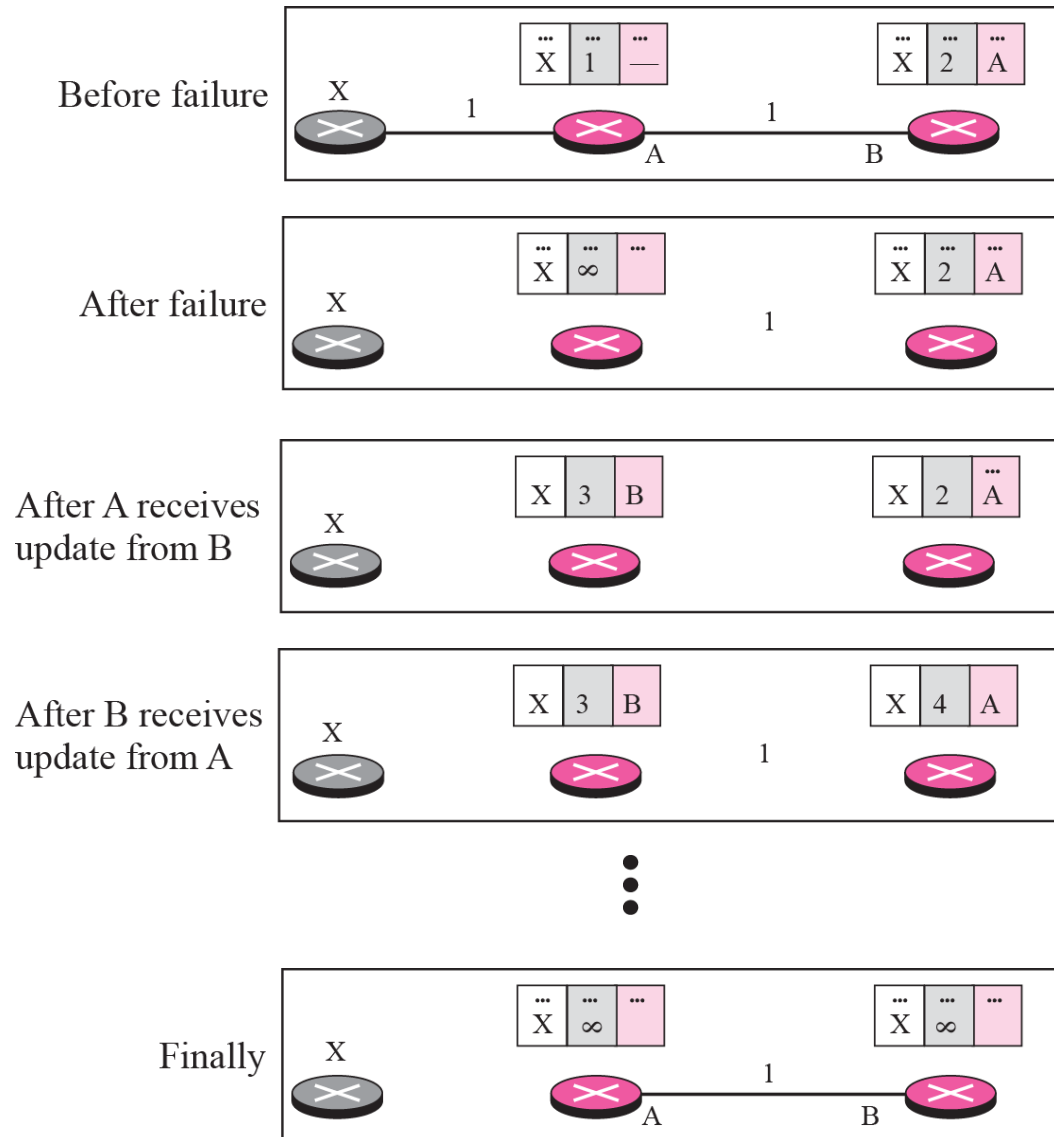 Before failure
X
1
1
A
B
... ... ...
X 1 —
... ... ...
X 2 A
After failure
X
1
... ... ...
X ∞
... ... ...
X 2 A
After A receives
update from B
X
X 3 B
...
X 2 A
After B receives
update from A
X
1
X 3 B
X 4 A
Finally
X
1
A
B
... ... ...
X ∞
... ... ...
X ∞